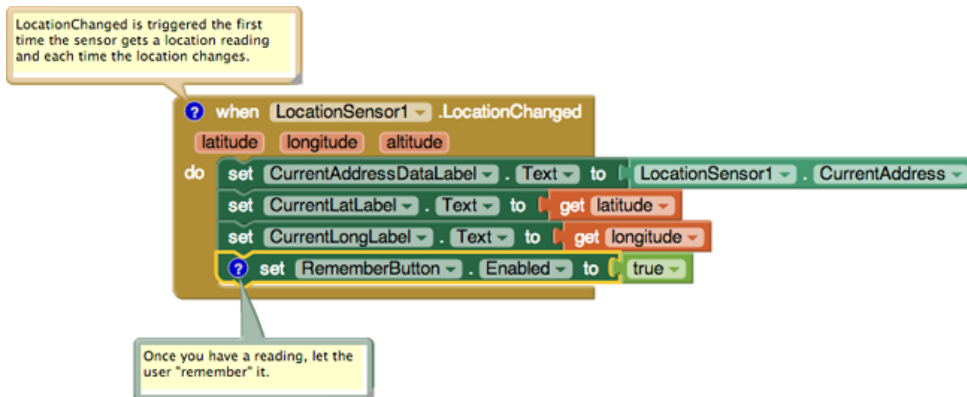 LocationChanged is triggered the first
time the sensor gets a location reading
and each time the location changes.
? when LocationSensor1 .LocationChanged
latitude longitude altitude
do set CurrentAddressDataLabel . Text to LocationSensor1 . CurrentAddress
set CurrentLatLabel . Text to get latitude
set CurrentLongLabel . Text to get longitude
? set RememberButton . Enabled to true
Once you have a reading, let the
user "remember" it.